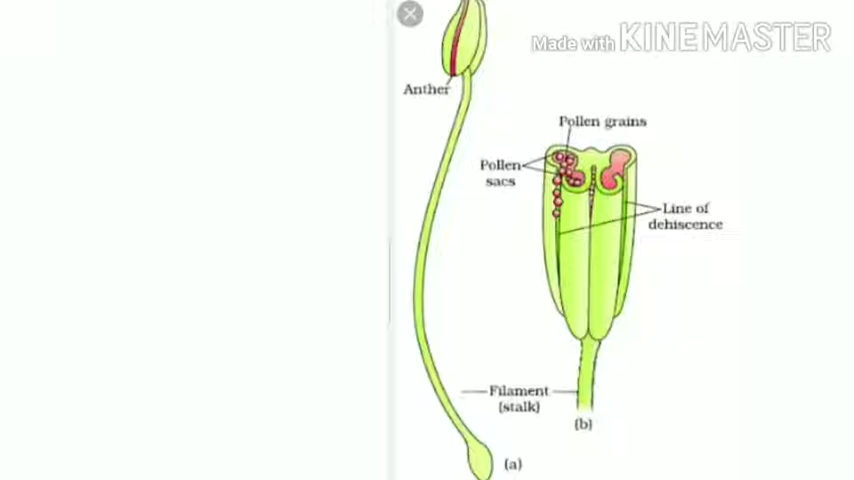 Made with KINEMASTER
Anther
Pollen grains
Pollen
sacs
Line of
dehiscence
Filament
(stalk)
(b)
(a)